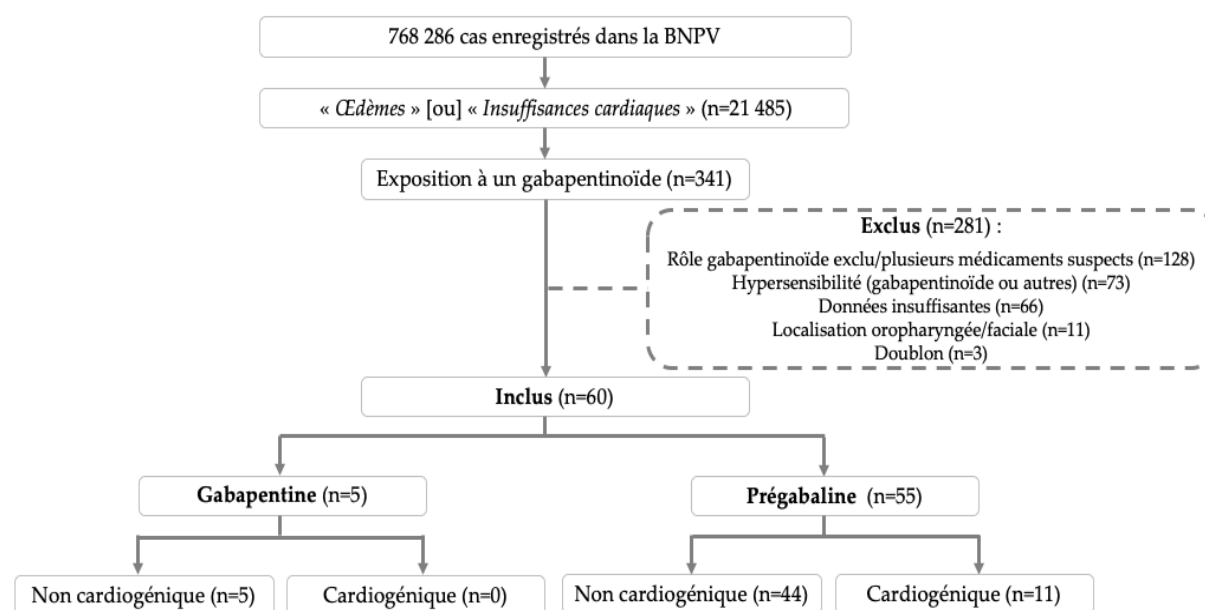 768 286 cas enregistrés dans la BNPV
« Œdèmes » [ou] « Insuffisances cardiaques » (n=21 485)
Exposition à un gabapentinoïde (n=341)
Exclus (n=281) :
Rôle gabapentinoïde exclu/plusieurs médicaments suspects (n=128)
Hypersensibilité (gabapentinoïde ou autres) (n=73)
Données insuffisantes (n=66)
Localisation oropharyngée/faciale (n=11)
Doublon (n=3)
Inclus (n=60)
Gabapentine (n=5)
Prégabaline (n=55)
Non cardiogénique (n=5)
Cardiogénique (n=0)
Non cardiogénique (n=44)
Cardiogénique (n=11)